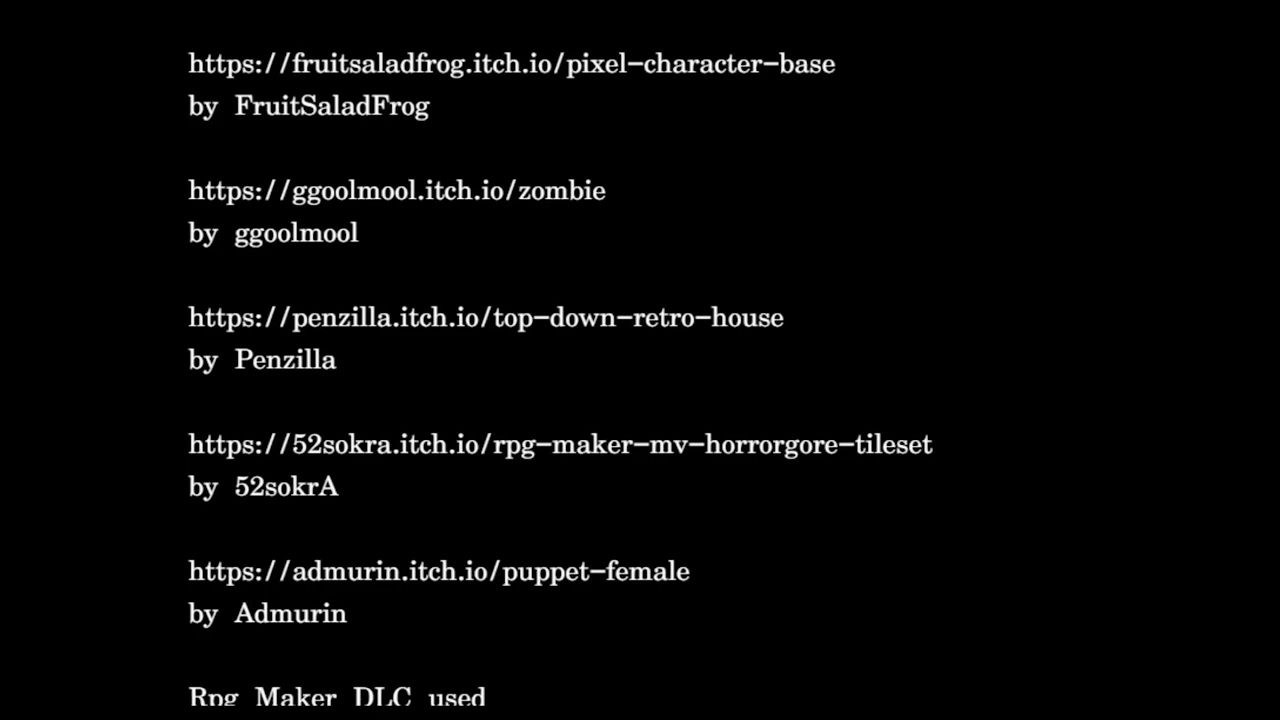 https://fruitsaladfrog.itch.io/pixel-character-base
by FruitSaladFrog
https://ggoolmool.itch.io/zombie
by ggoolmool
https://penzilla.itch.io/top-down-retro-house
by Penzilla
https://52sokra.itch.io/rpg-maker-mv-horrorgore-tileset
by 52sokrA
https://admurin.itch.io/puppet-female
by Admurin
Rpg Maker DLC used